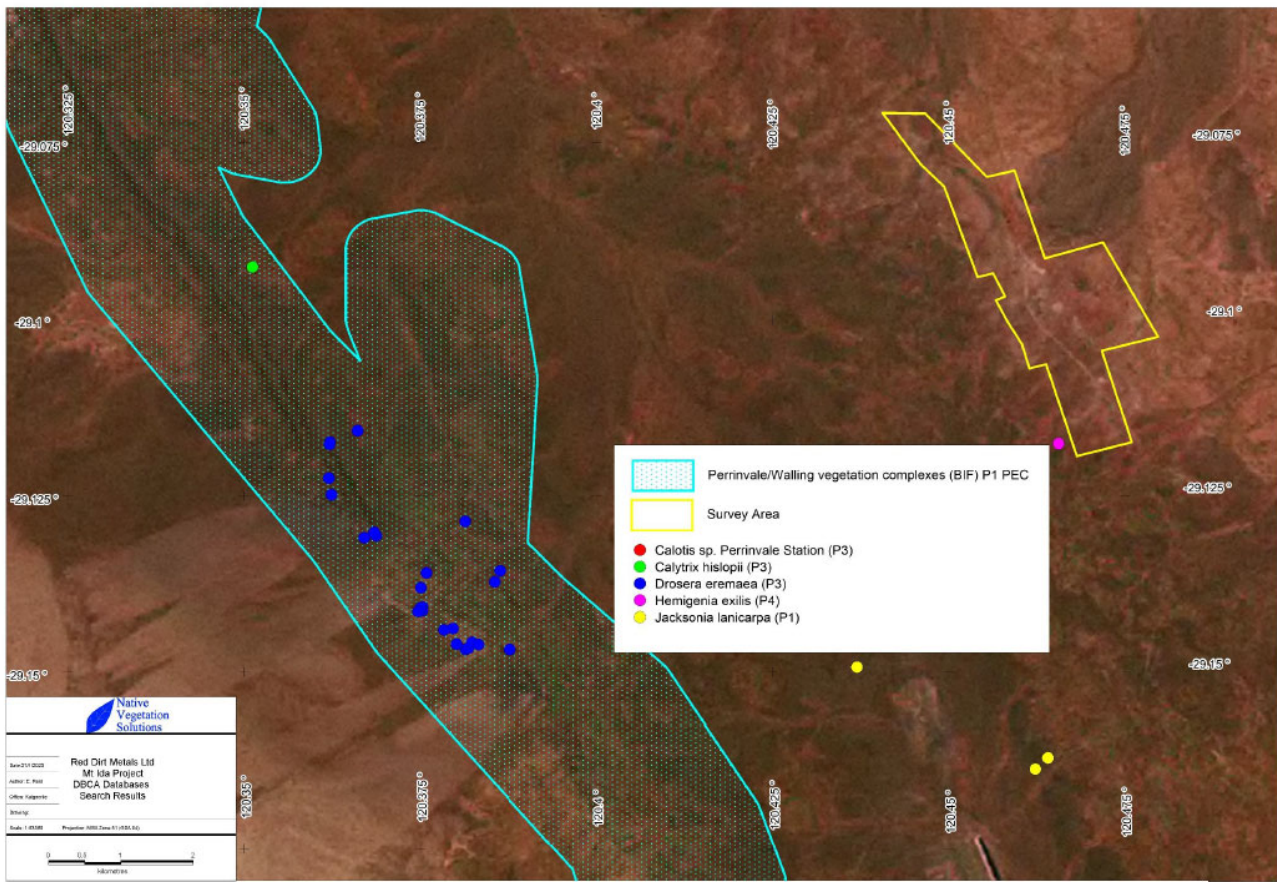 120.325 °
120.35 °
120.375 °
120.4 °
120.425 °
120.45 °
120.475 °
-29.075 °
-29.075 °
-29.1 °
-29.1 °
-29.125 °
-29.125 °
-29.15 °
-29.15 °
Perrinvale/Walling vegetation complexes (BIF) P1 PEC
Survey Area
Calotis sp. Perrinvale Station (P3)
Calytrix hislopii (P3)
Drosera eremaea (P3)
Hemigenia exilis (P4)
Jacksonia lanicarpa (P1)
Native
Vegetation
Solutions
Red Dirt Metals Ltd
Mt Ida Project
DBCA Databases
Search Results
0 0.5 1 2
kilometres
120.35 °
120.375 °
120.4 °
120.425 °
120.45 °
120.475 °